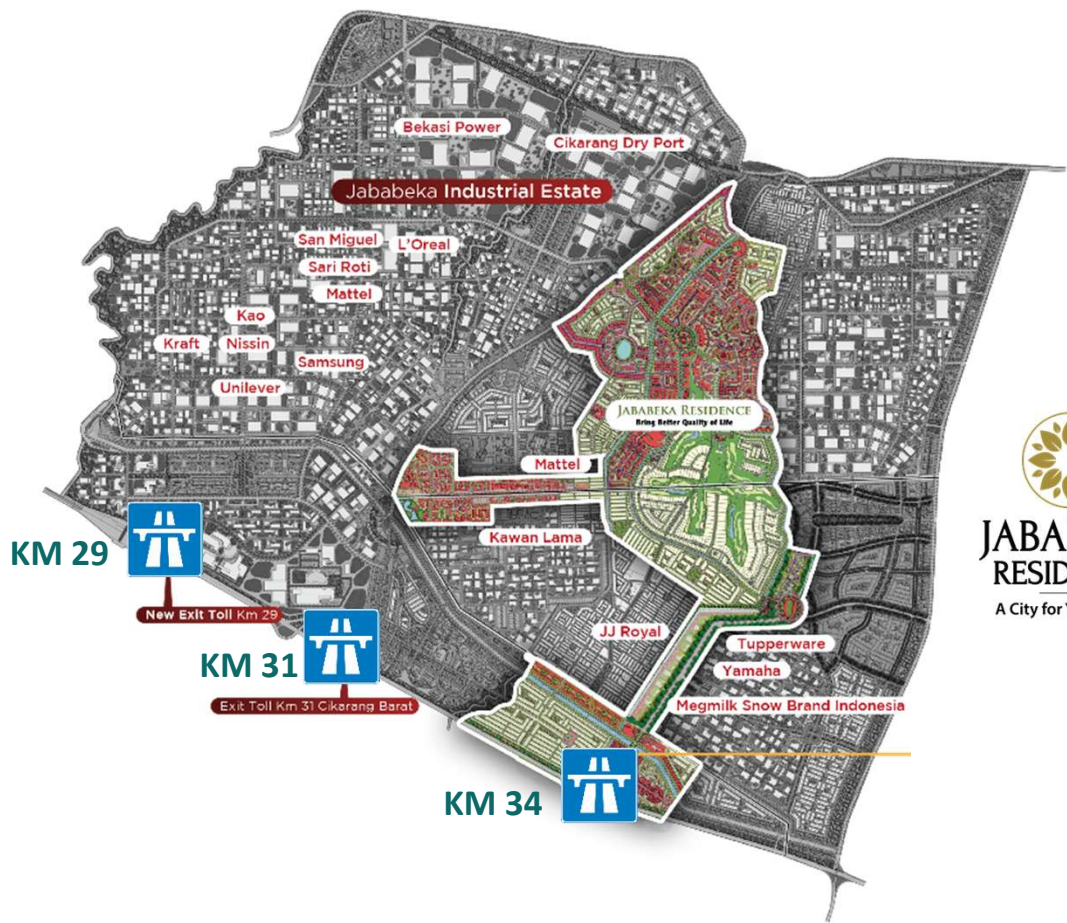 Bekasi Power
Cikarang Dry Port
Jababeka Industrial Estate
San Miguel
L'Oreal
Sari Roti
Mattel
Kao
Kraft
Nissin
Samsung
Unilever
JABABEKA RESIDENCE
Bring Better Quality of Life
Mattel
Kawan Lama
KM 29
New Exit Toll Km 29
JJ Royal
KM 31
Exit Toll Km 31 Cikarang Barat
Tupperware
Yamaha
Megmilk Snow Brand Indonesia
KM 34
JABA
RESID
A City for